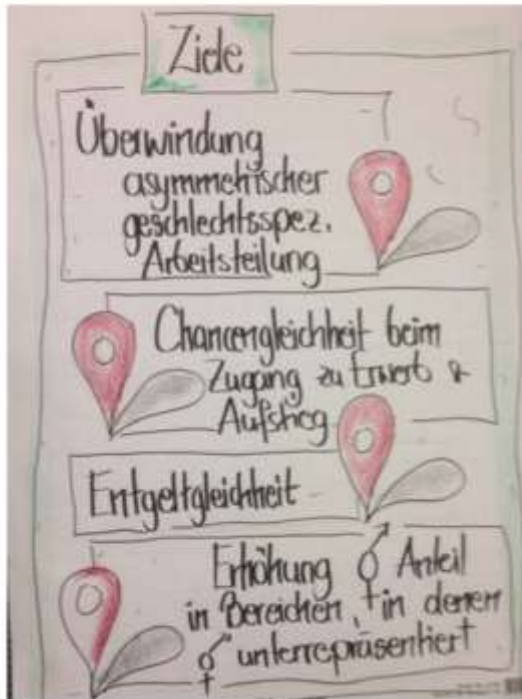 Ziele
Überwindung
asymmetrischer
geschlechtsspez.
Arbeitsteilung
Chancengleichheit beim
Zugang zu Erwerb &
Aufstieg
Entgeltgleichheit
Erhöhung ⚥ Anteil
in Bereichen, in denen
⚥ unterrepräsentiert